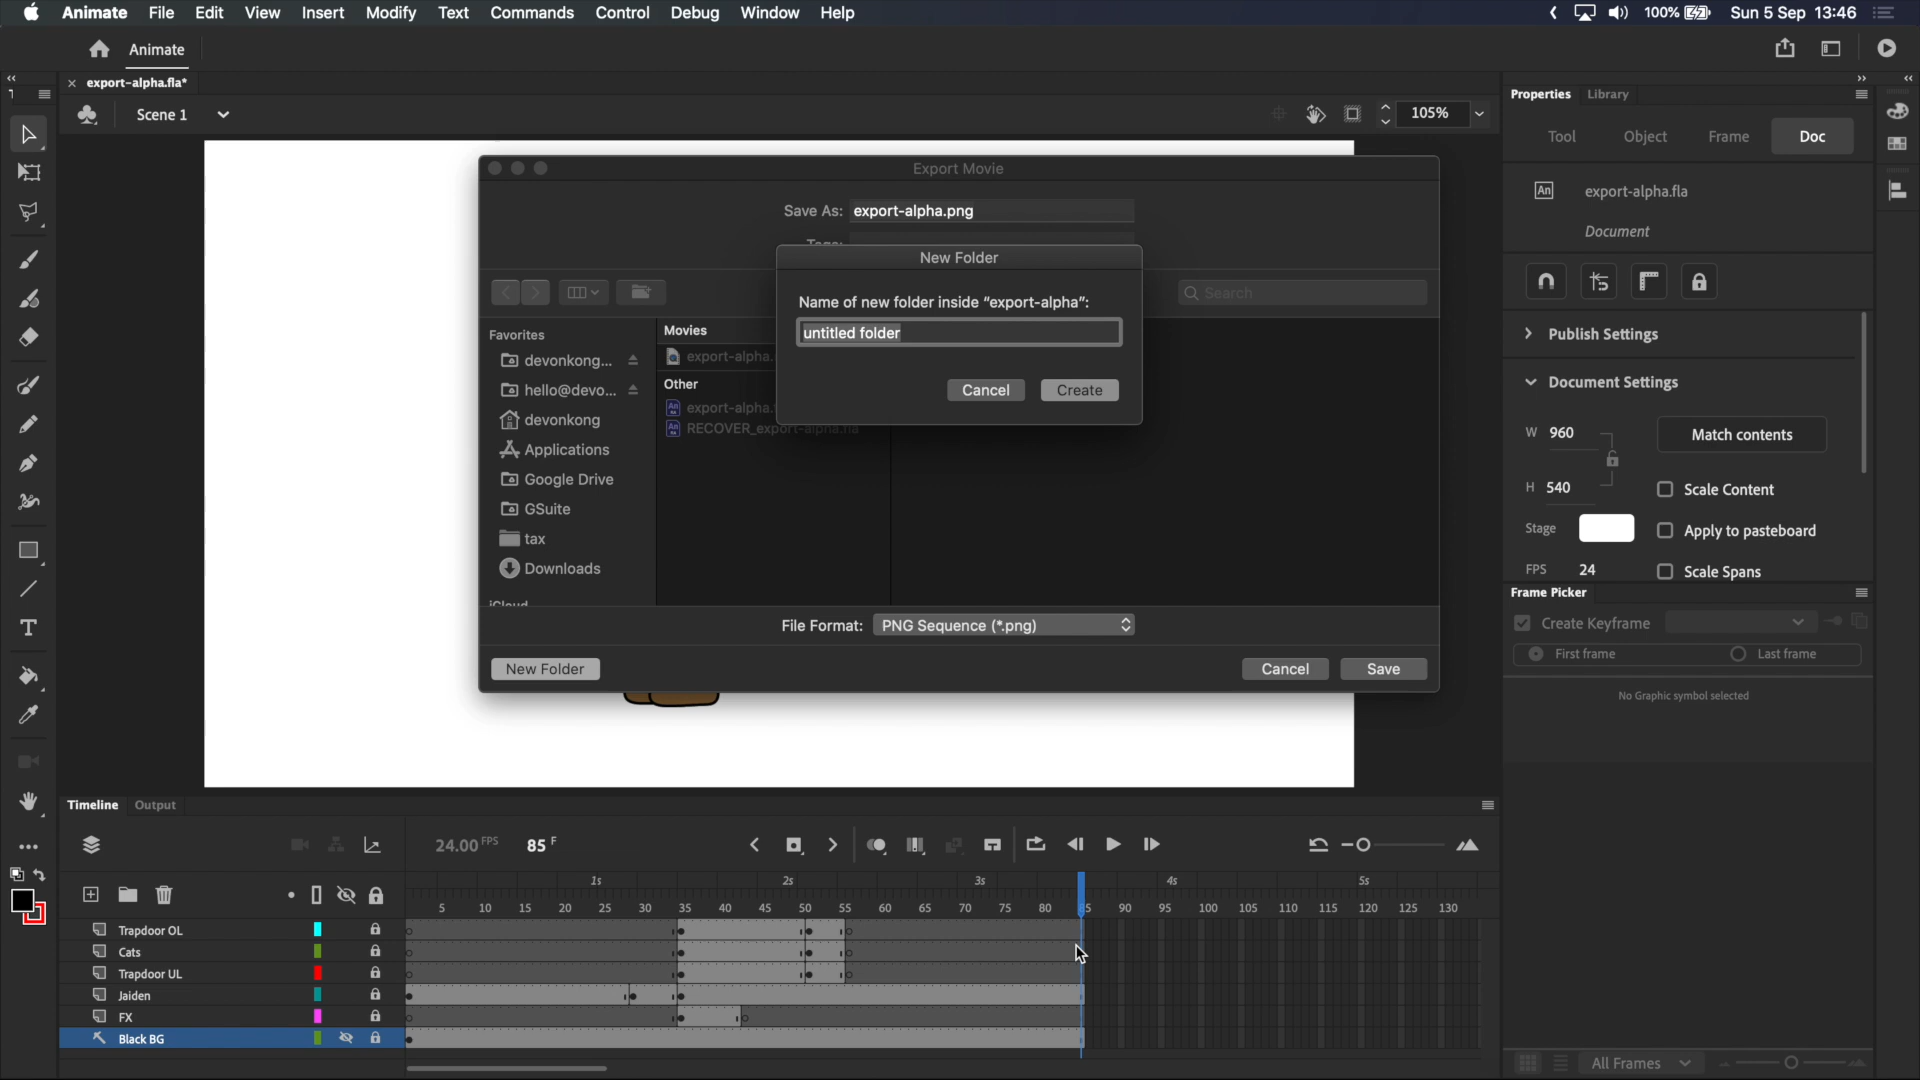 Animate File Edit View Insert Modify Text Commands Control Debug Window Help
100% Sun 5 Sep 13:46
Animate
export-alpha.fla*
Scene 1
105%
Properties Library
Tool Object Frame Doc
An export-alpha.fla
Document
Publish Settings
Document Settings
W 960
Match contents
H 540
Scale Content
Stage
Apply to pasteboard
FPS 24
Scale Spans
Frame Picker
Create Keyframe
First frame Last frame
No Graphic symbol selected
All Frames
Export Movie
Save As: export-alpha.png
Tags:
Search
New Folder
Name of new folder inside “export-alpha”:
untitled folder
Cancel Create
Favorites
devonkong...
hello@devo...
devonkong
Applications
Google Drive
GSuite
tax
Downloads
iCloud
Movies
export-alpha.
Other
export-alpha.
RECOVER_export-alpha.fla
File Format: PNG Sequence (*.png)
New Folder Cancel Save
Timeline Output
24.00 FPS 85 F
1s 2s 3s 4s 5s
5 10 15 20 25 30 35 40 45 50 55 60 65 70 75 80 85 90 95 100 105 110 115 120 125 130
Trapdoor OL
Cats
Trapdoor UL
Jaiden
FX
Black BG